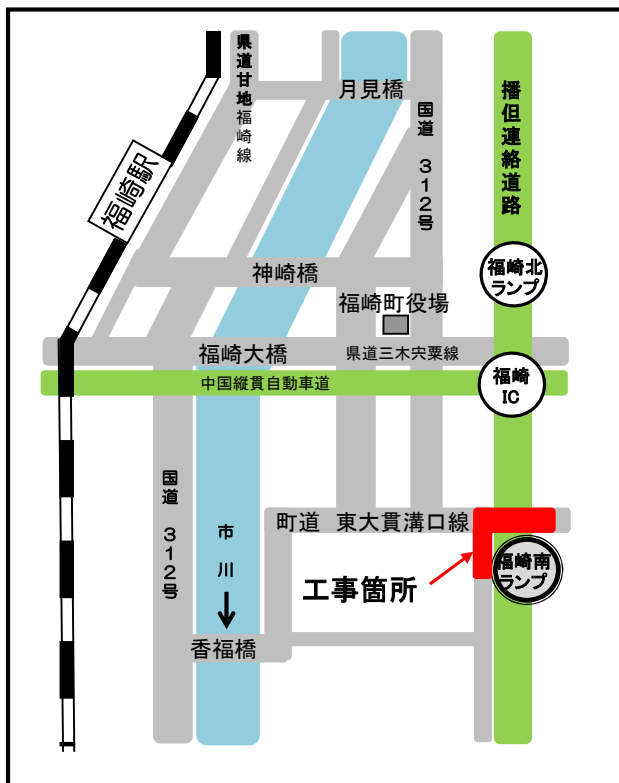 県道甘地福崎線
月見橋
国道 312号
播但連絡道路
福崎駅
神崎橋
福崎北
ランプ
福崎町役場
福崎大橋
県道三木宍粟線
中国縦貫自動車道
福崎
IC
国道 312号
市川
町道 東大貫溝口線
福崎南
ランプ
工事箇所
香福橋